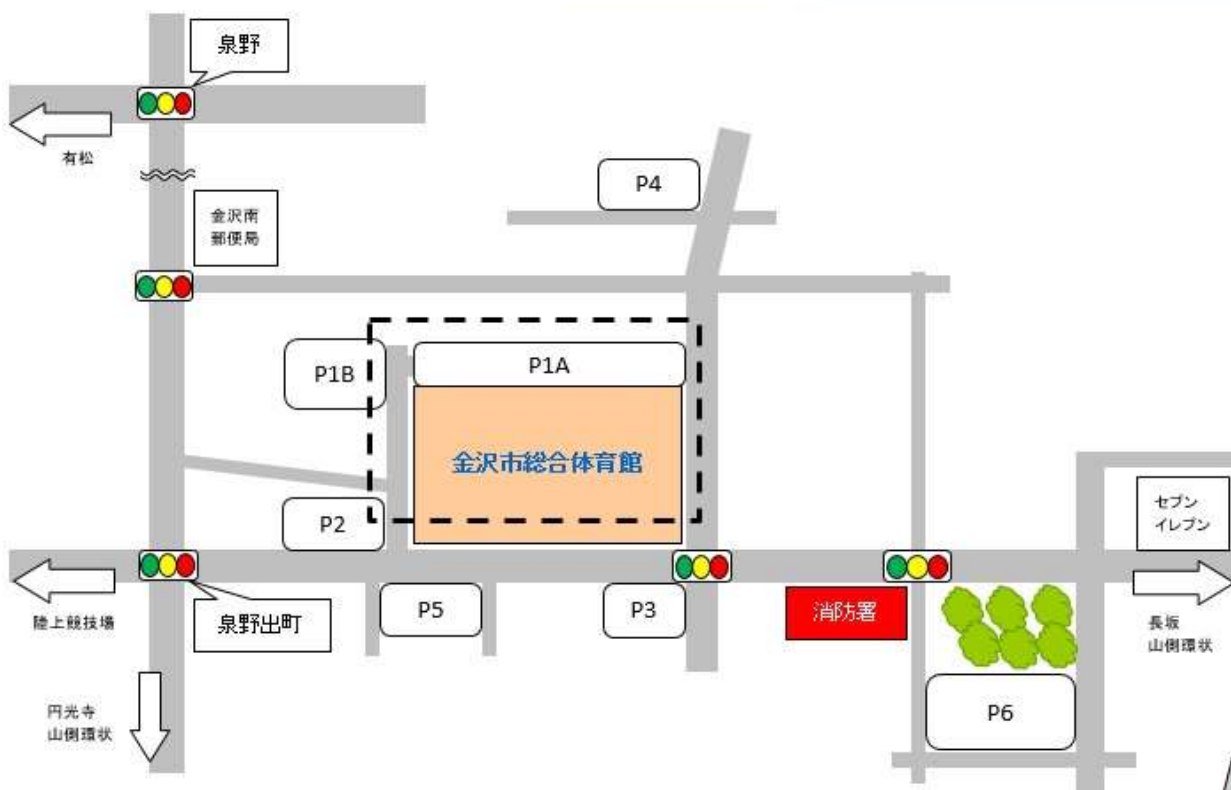 泉野
有松
P4
金沢南
郵便局
P1B
P1A
金沢市総合体育館
P2
セブン
イレブン
陸上競技場
泉野出町
P5
P3
消防署
長坂
山側環状
円光寺
山側環状
P6